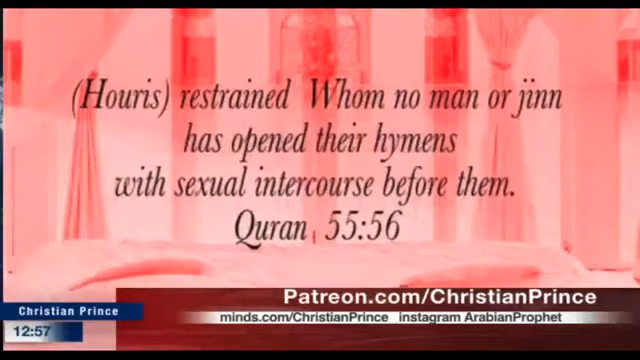 (Houris) restrained Whom no man or jinn
has opened their hymens
with sexual intercourse before them.
Quran 55:56
Patreon.com/ChristianPrince
Christian Prince
minds.com/ChristianPrince instagram ArabianProphet
12:57